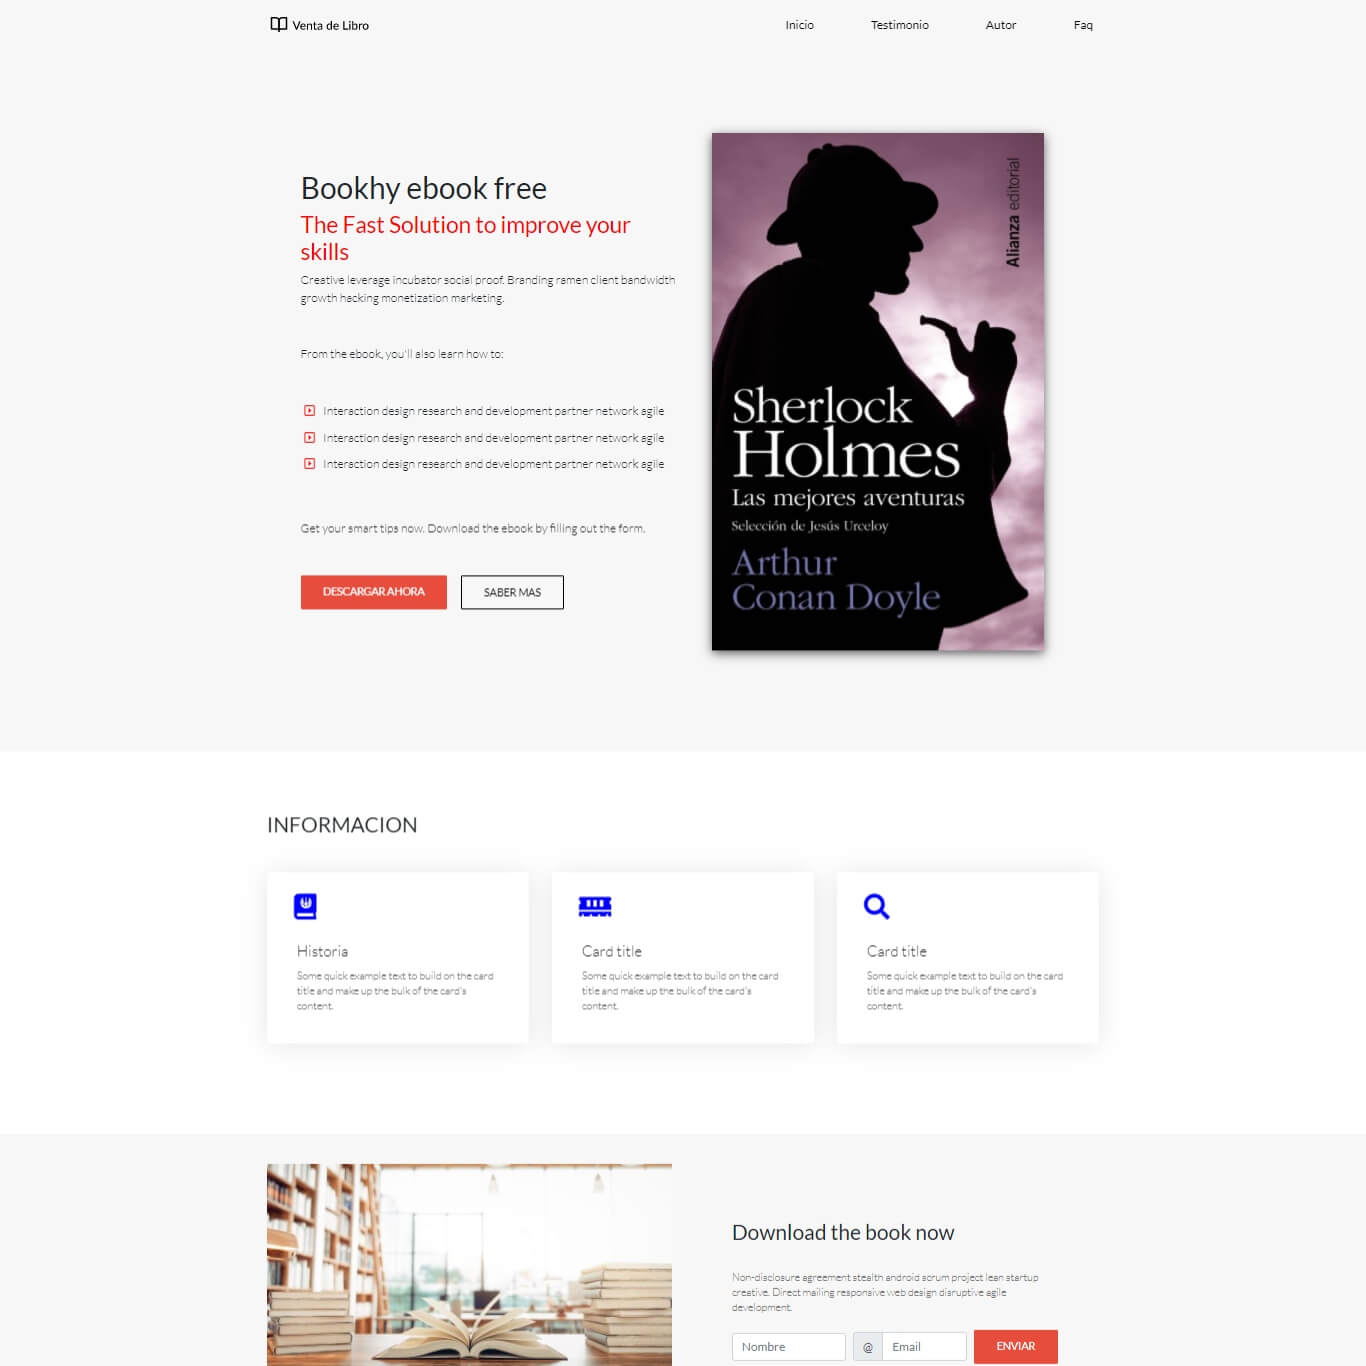 Venta de Libro
Inicio Testimonio Autor Faq
Bookhy ebook free
The Fast Solution to improve your
skills
Creative leverage incubator social proof. Branding ramen client bandwidth
growth hacking monetization marketing.
From the ebook, you'll also learn how to:
Interaction design research and development partner network agile
Interaction design research and development partner network agile
Interaction design research and development partner network agile
Get your smart tips now. Download the ebook by filling out the form.
DESCARGAR AHORA SABER MAS
Alianza editorial
Sherlock
Holmes
Las mejores aventuras
Selección de Jesús Urceloy
Arthur
Conan Doyle
INFORMACION
Historia
Some quick example text to build on the card
title and make up the bulk of the card's
content.
Card title
Some quick example text to build on the card
title and make up the bulk of the card's
content.
Card title
Some quick example text to build on the card
title and make up the bulk of the card's
content.
Download the book now
Non-disclosure agreement stealth android scrum project lean startup
creative. Direct mailing responsive web design disruptive agile
development.
Nombre @ Email ENVIAR